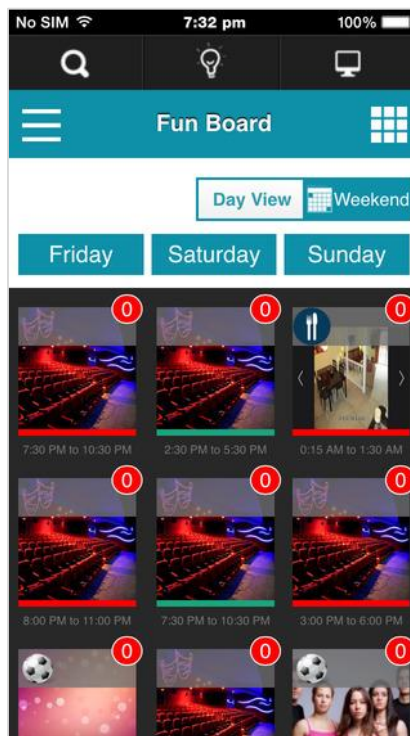 No SIM 7:32 pm 100%
Fun Board
Day View Weekend
Friday Saturday Sunday
0 0 0
7:30 PM to 10:30 PM 2:30 PM to 5:30 PM 0:15 AM to 1:30 AM
0 0 0
8:00 PM to 11:00 PM 7:30 PM to 10:30 PM 3:00 PM to 6:00 PM
0 0 0